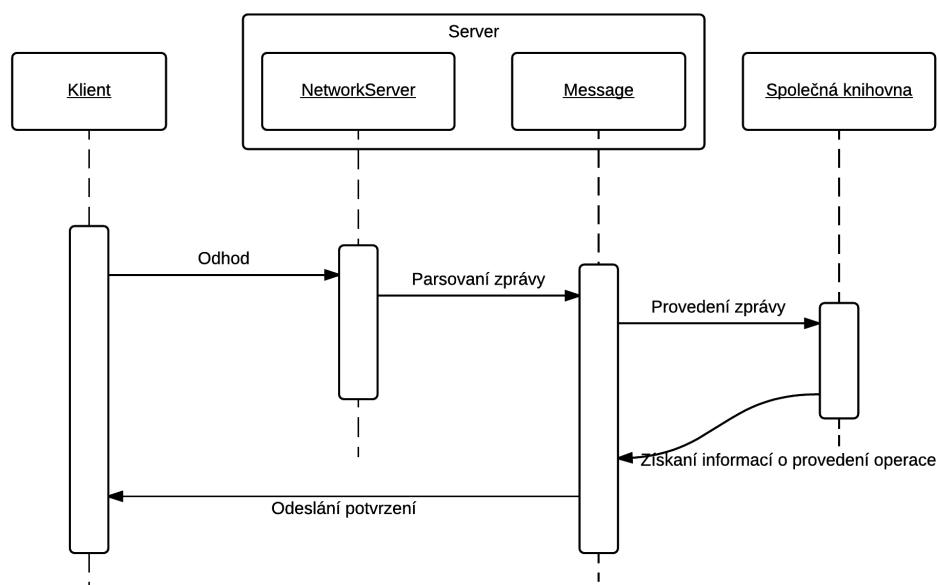 Server
Klient
NetworkServer
Message
Společná knihovna
Odhod
Parsovaní zprávy
Provedení zprávy
Získaní informací o provedení operace
Odeslání potvrzení